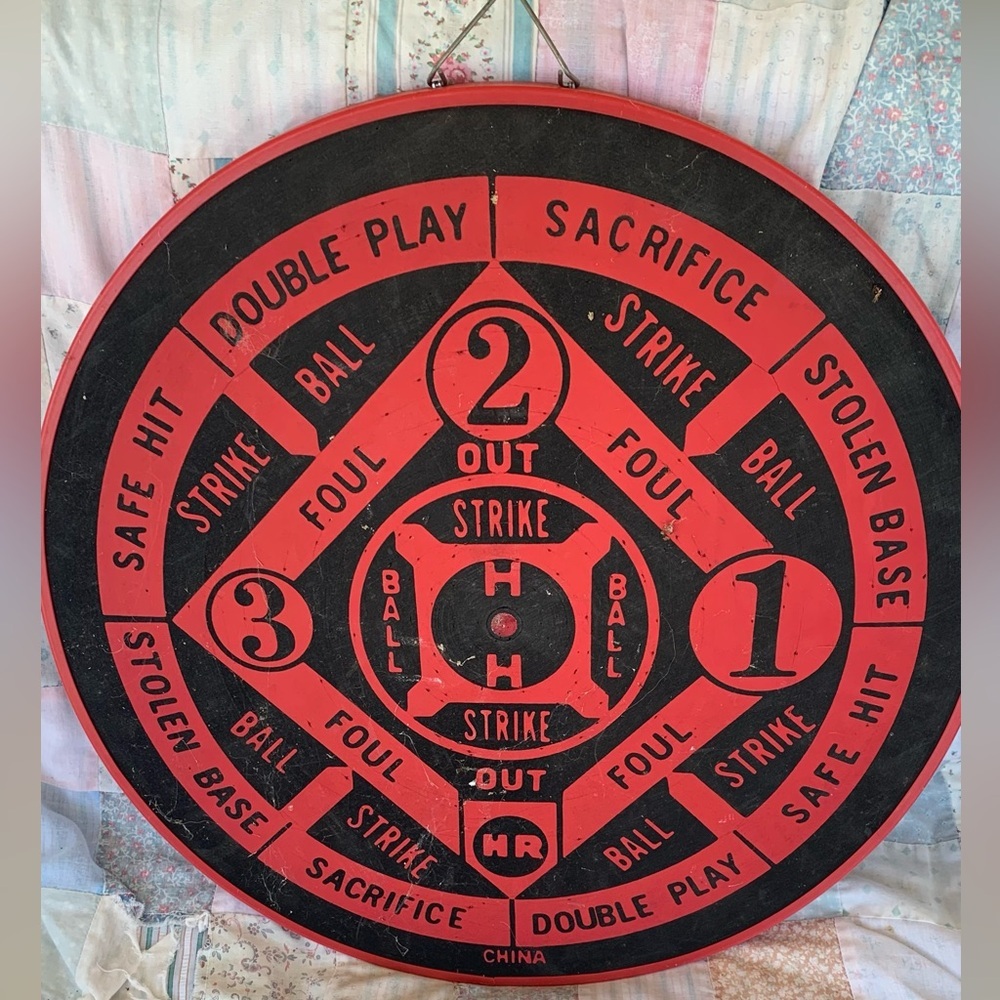 DOUBLE PLAY
SACRIFICE
STRIKE
BALL
2
STOLEN BASE
SAFE HIT
BALL
STRIKE
OUT
FOUL
FOUL
STRIKE
BALL
H
BALL
3
1
H
STRIKE
STOLEN BASE
SAFE HIT
BALL
FOUL
FOUL
STRIKE
OUT
STRIKE
HR
BALL
SACRIFICE
DOUBLE PLAY
CHINA